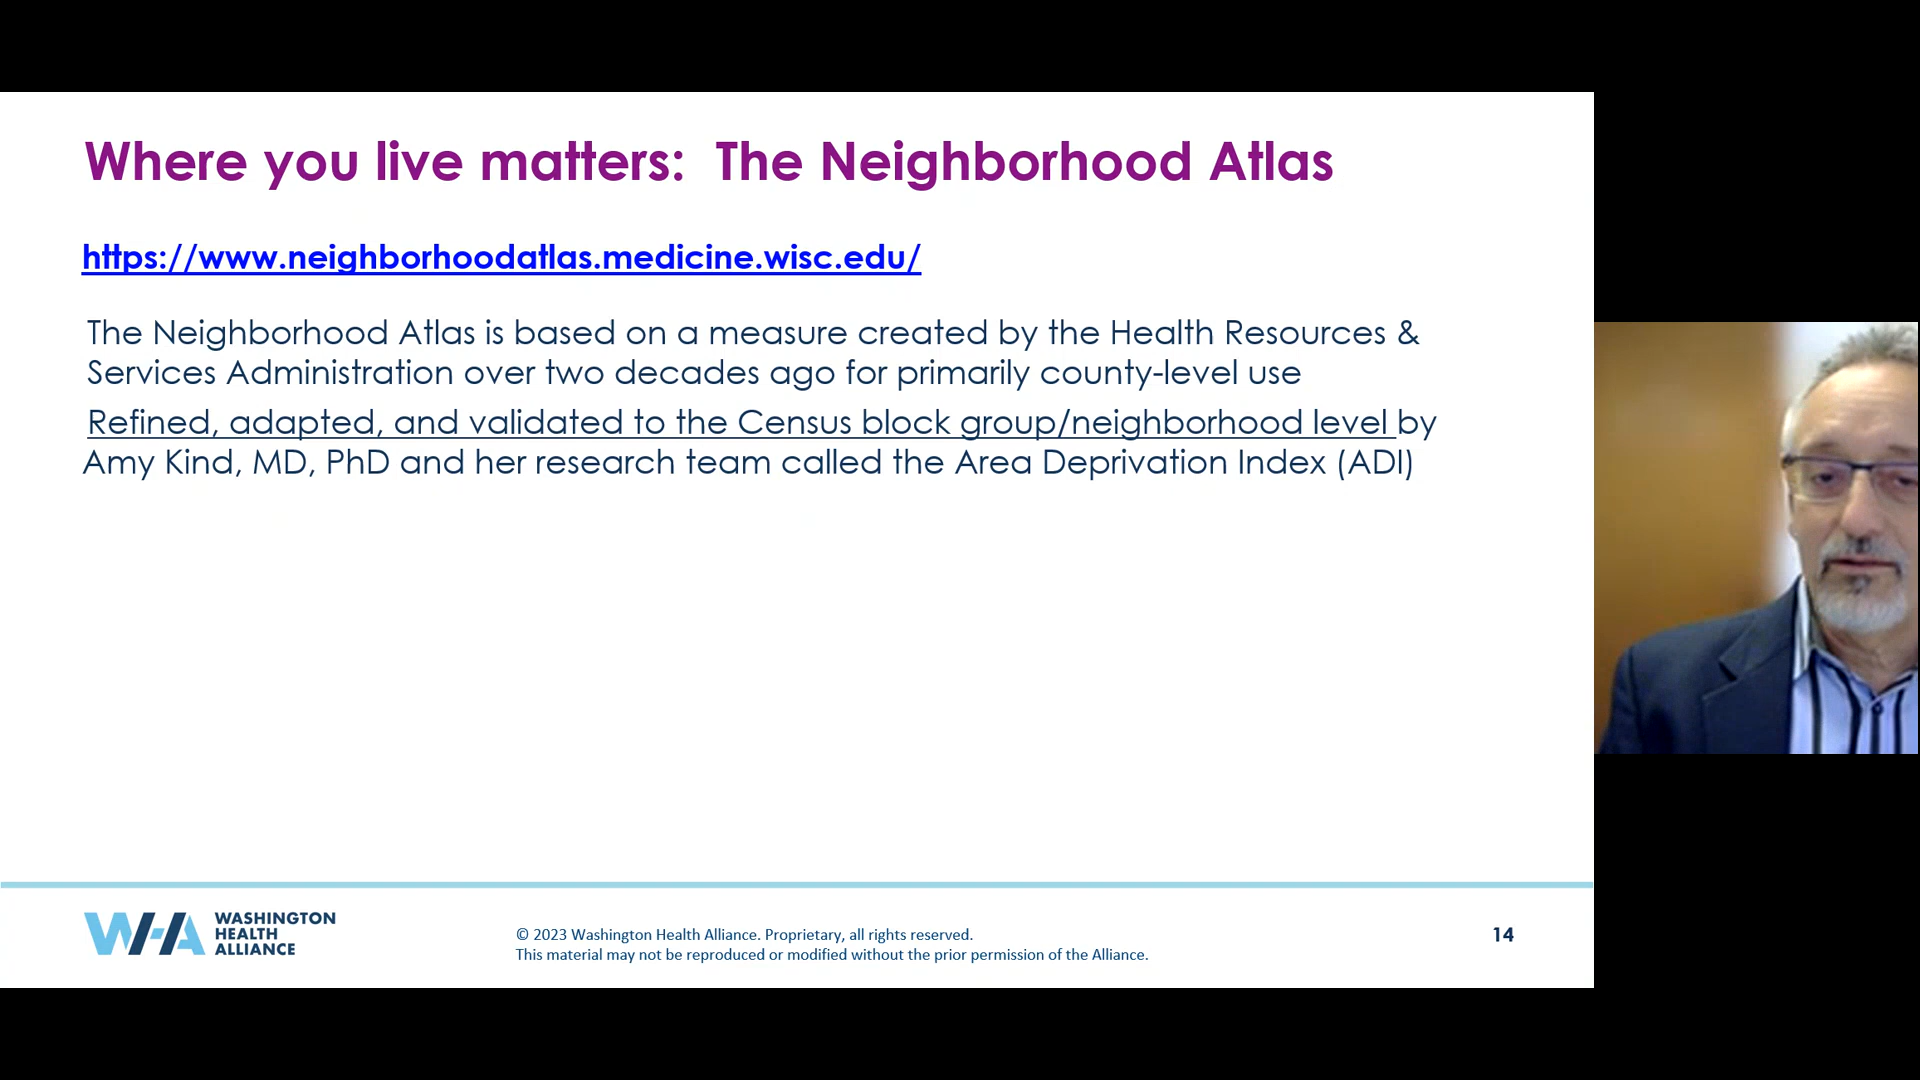 Where you live matters:  The Neighborhood Atlas
https://www.neighborhoodatlas.medicine.wisc.edu/
The Neighborhood Atlas is based on a measure created by the Health Resources &
Services Administration over two decades ago for primarily county-level use
Refined, adapted, and validated to the Census block group/neighborhood level by
Amy Kind, MD, PhD and her research team called the Area Deprivation Index (ADI)
WHA
WASHINGTON
HEALTH
ALLIANCE
© 2023 Washington Health Alliance. Proprietary, all rights reserved.
This material may not be reproduced or modified without the prior permission of the Alliance.
14